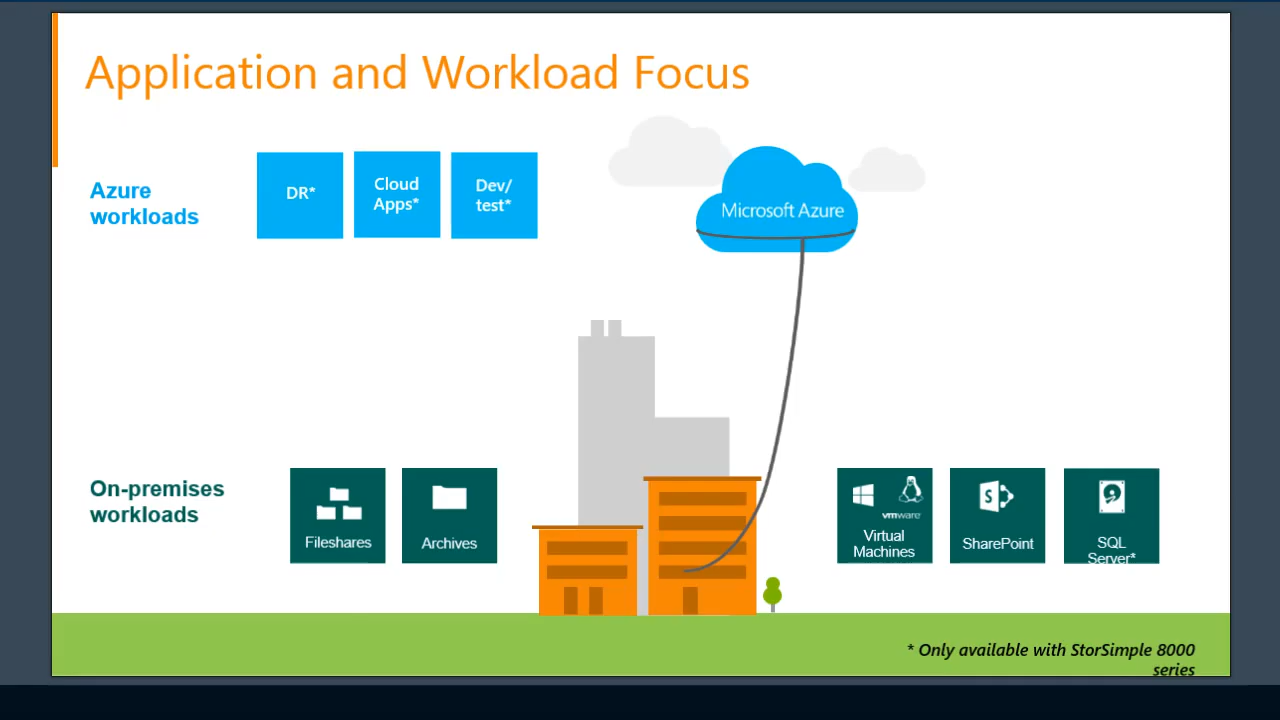 Application and Workload Focus
Azure
workloads
DR*
Cloud
Apps*
Dev/
test*
Microsoft Azure
On-premises
workloads
Fileshares
Archives
vmware
Virtual
Machines
S
SharePoint
SQL
Server*
* Only available with StorSimple 8000
series